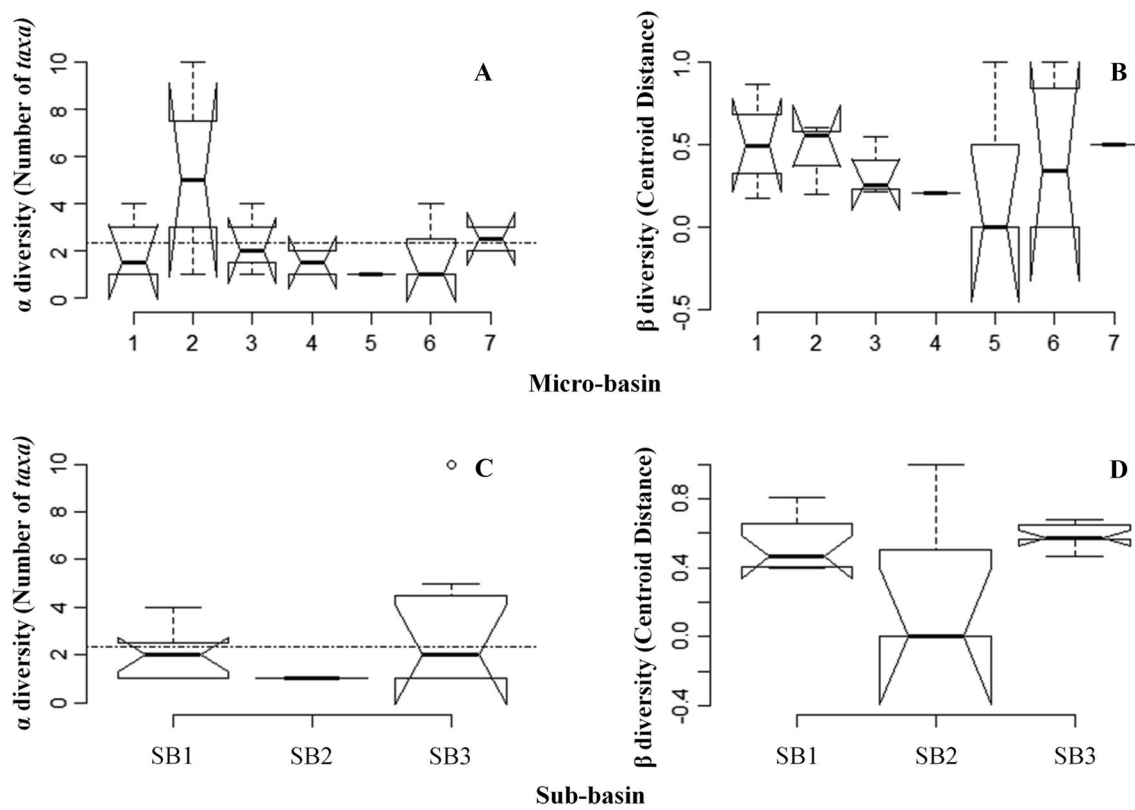 A
α diversity (Number of taxa)
10
8
6
4
2
0
1 2 3 4 5 6 7
B
β diversity (Centroid Distance)
1.0
0.5
0.0
-0.5
1 2 3 4 5 6 7
Micro-basin
C
α diversity (Number of taxa)
10
8
6
4
2
0
SB1 SB2 SB3
D
β diversity (Centroid Distance)
0.8
0.4
0.0
-0.4
SB1 SB2 SB3
Sub-basin